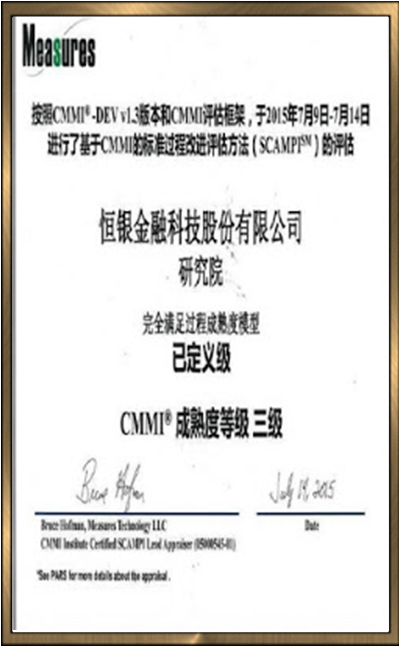 Measures
按照CMMI®-DEV v1.3版本和CMMI评估框架，于2015年7月9日-7月14日
进行了基于CMMI的标准过程改进评估方法（SCAMPI℠）的评估
恒银金融科技股份有限公司
研究院
完全满足过程成熟度模型
已定义级
CMMI® 成熟度等级 三级
Bruce Hofman
July 14, 2015
Bruce Hofman, Measures Technology LLC
Date
CMMI Institute Certified SCAMPI Lead Appraiser (0500545-01)
*See PARS for more details about the appraisal.